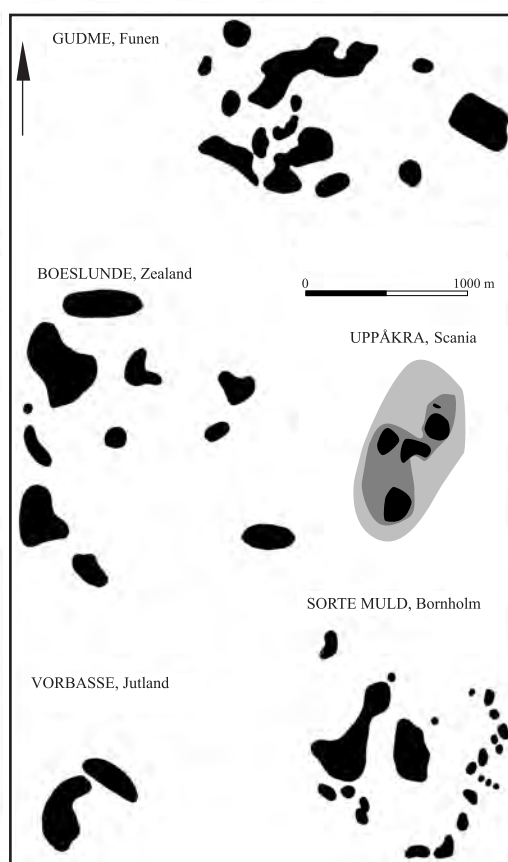 GUDME, Funen
BOESLUNDE, Zealand
0 1000 m
UPPÅKRA, Scania
SORTE MULD, Bornholm
VORBASSE, Jutland